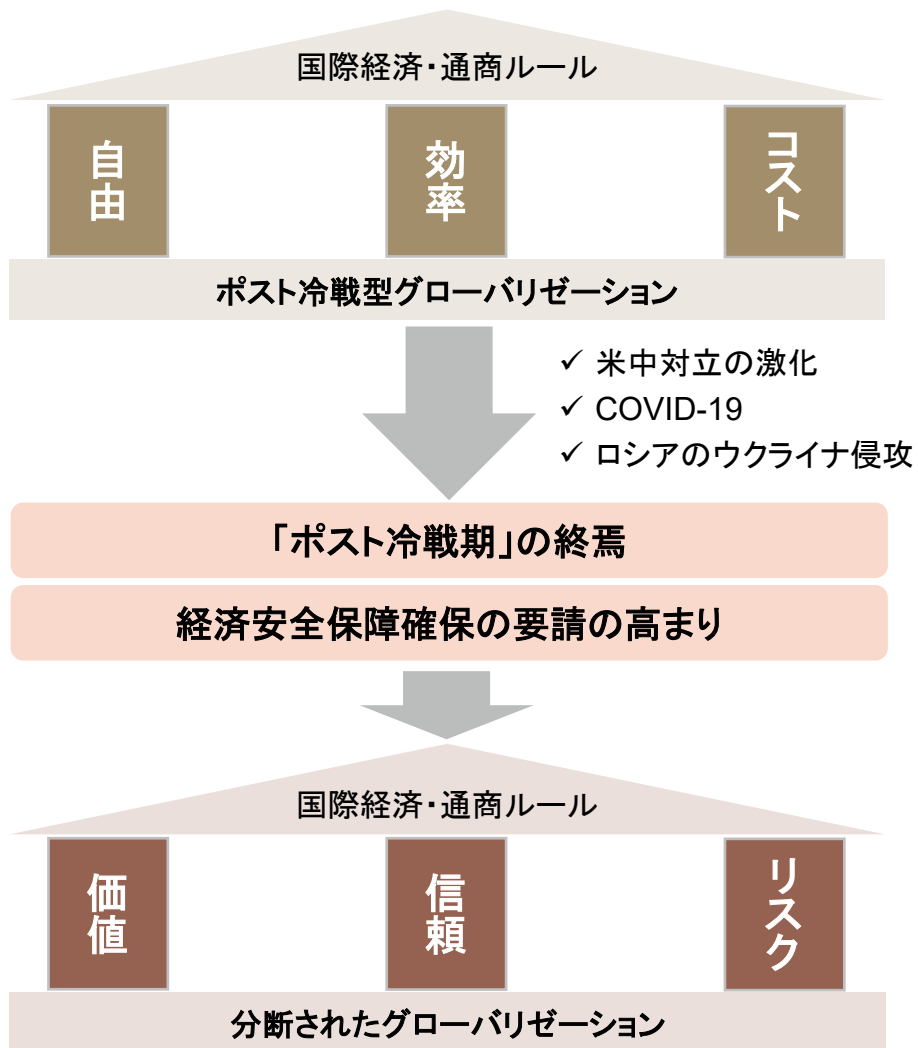 国際経済・通商ルール
自由
効率
コスト
ポスト冷戦型グローバリゼーション
✓ 米中対立の激化
✓ COVID-19
✓ ロシアのウクライナ侵攻
「ポスト冷戦期」の終焉
経済安全保障確保の要請の高まり
国際経済・通商ルール
価値
信頼
リスク
分断されたグローバリゼーション